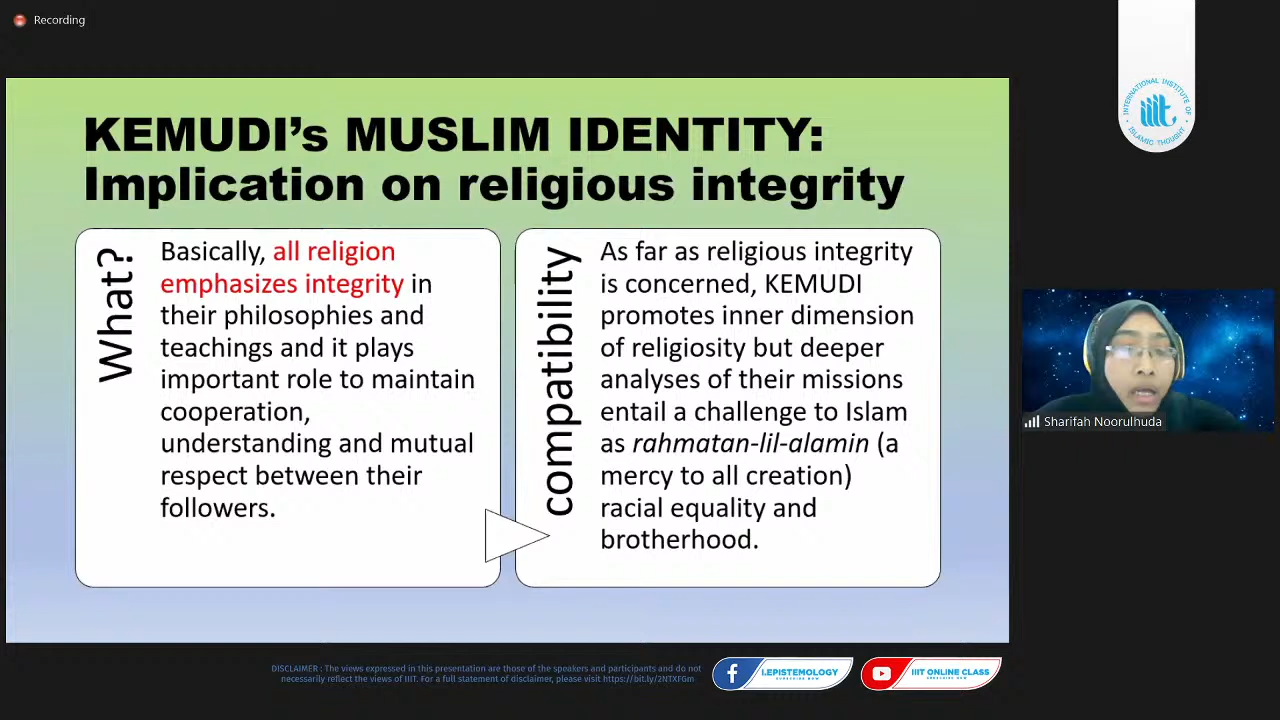 Recording
INTERNATIONAL INSTITUTE OF ISLAMIC THOUGHT
iiit
KEMUDI’s MUSLIM IDENTITY:
Implication on religious integrity
What?
Basically, all religion
emphasizes integrity in
their philosophies and
teachings and it plays
important role to maintain
cooperation,
understanding and mutual
respect between their
followers.
compatibility
As far as religious integrity
is concerned, KEMUDI
promotes inner dimension
of religiosity but deeper
analyses of their missions
entail a challenge to Islam
as rahmatan-lil-alamin (a
mercy to all creation)
racial equality and
brotherhood.
Sharifah Noorulhuda
DISCLAIMER : The views expressed in this presentation are those of the speakers and participants and do not
necessarily reflect the views of IIIT. For a full statement of disclaimer, please visit https://bit.ly/2NTXFGm
I.EPISTEMOLOGY
SUBSCRIBE NOW
IIIT ONLINE CLASS
SUBSCRIBE NOW